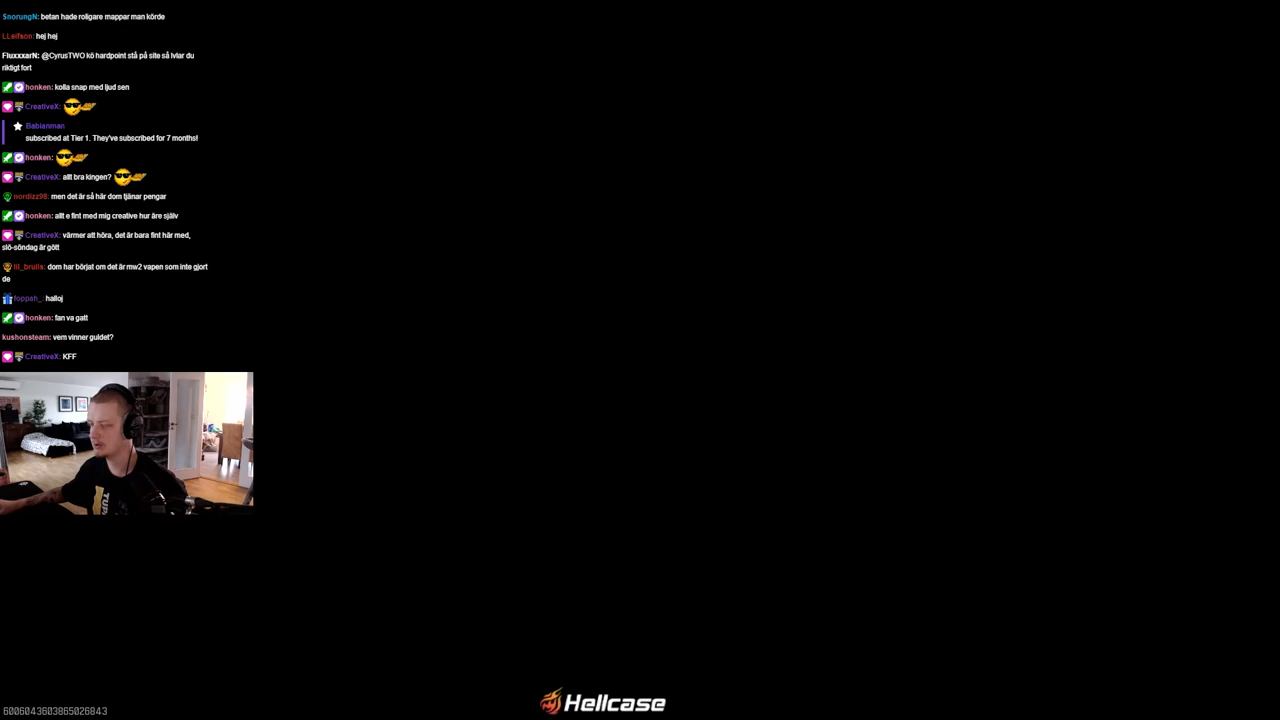 SnorungN: betan hade roligare mappar man körde
LLeifson: hej hej
FluxxxarN: @CyrusTWO kö hardpoint stå på site så lvlar du
riktigt fort
honken: kolla snap med ljud sen
CreativeX:
Babianman
subscribed at Tier 1. They've subscribed for 7 months!
honken:
CreativeX: allt bra kingen?
nordizz98: men det är så här dom tjänar pengar
honken: allt e fint med mig creative hur äre själv
CreativeX: värmer att höra, det är bara fint här med,
slö-söndag är gött
lil_brulls: dom har börjat om det är mw2 vapen som inte gjort
de
foppah_: halloj
honken: fan va gatt
kushonsteam: vem vinner guldet?
CreativeX: KFF
Hellcase
6006043603865026843